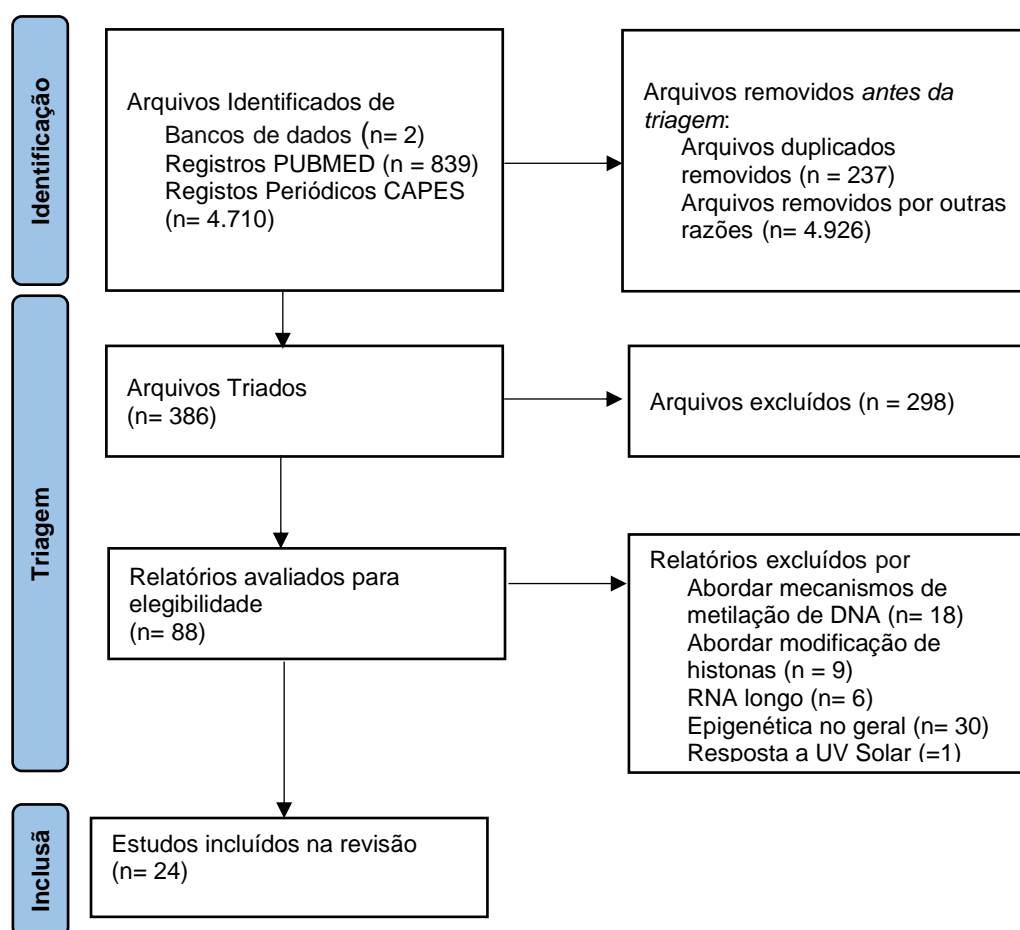 Identificação
Arquivos Identificados de
Bancos de dados (n= 2)
Registros PUBMED (n = 839)
Registos Periódicos CAPES
(n= 4.710)
Arquivos removidos antes da
triagem:
Arquivos duplicados
removidos (n = 237)
Arquivos removidos por outras
razões (n= 4.926)
Triagem
Arquivos Triados
(n= 386)
Arquivos excluídos (n = 298)
Relatórios avaliados para
elegibilidade
(n= 88)
Relatórios excluídos por
Abordar mecanismos de
metilação de DNA (n= 18)
Abordar modificação de
histonas (n = 9)
RNA longo (n= 6)
Epigenética no geral (n= 30)
Resposta a UV Solar (=1)
Inclusã
Estudos incluídos na revisão
(n= 24)